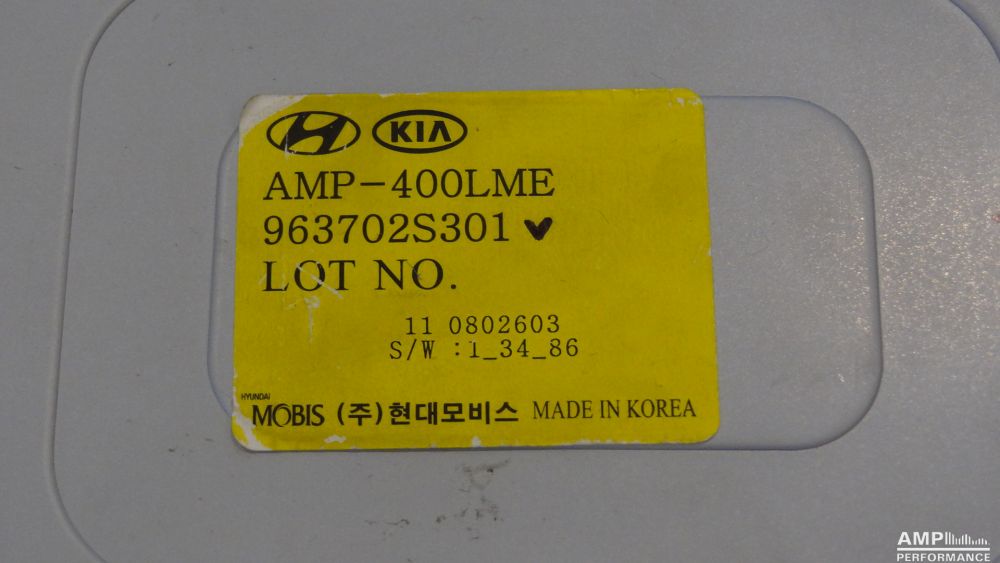 KIA
AMP-400LME
963702S301
LOT NO.
11 0802603
S/W :1_34_86
HYUNDAI
MOBIS (주)현대모비스 MADE IN KOREA
AMP
PERFORMANCE